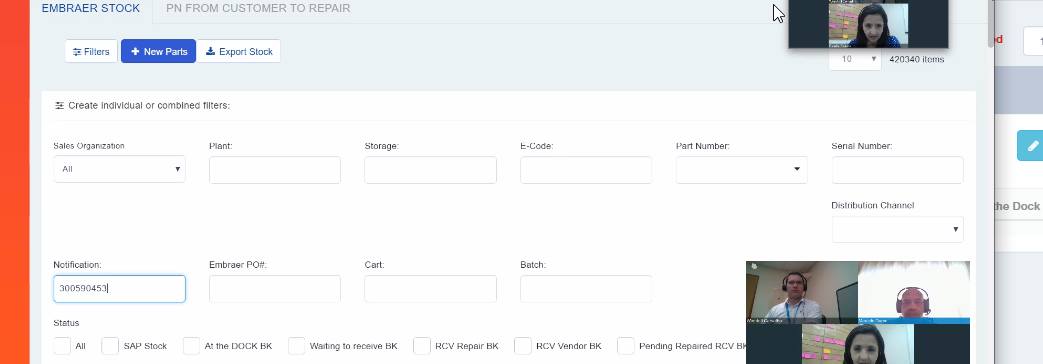 EMBRAER STOCK PN FROM CUSTOMER TO REPAIR
Filters + New Parts Export Stock
10 420340 items
Create individual or combined filters:
Sales Organization Plant: Storage: E-Code: Part Number: Serial Number:
All
Distribution Channel
the Dock
Notification: Embraer PO#: Cart: Batch:
300590453
Status
All SAP Stock At the DOCK BK Waiting to receive BK RCV Repair BK RCV Vendor BK Pending Repaired RCV BK